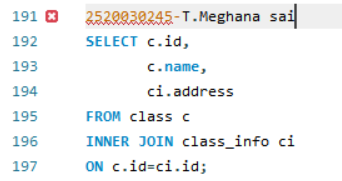 191 2520030245-T.Meghana sai
192 SELECT c.id,
193 c.name,
194 ci.address
195 FROM class c
196 INNER JOIN class_info ci
197 ON c.id=ci.id;